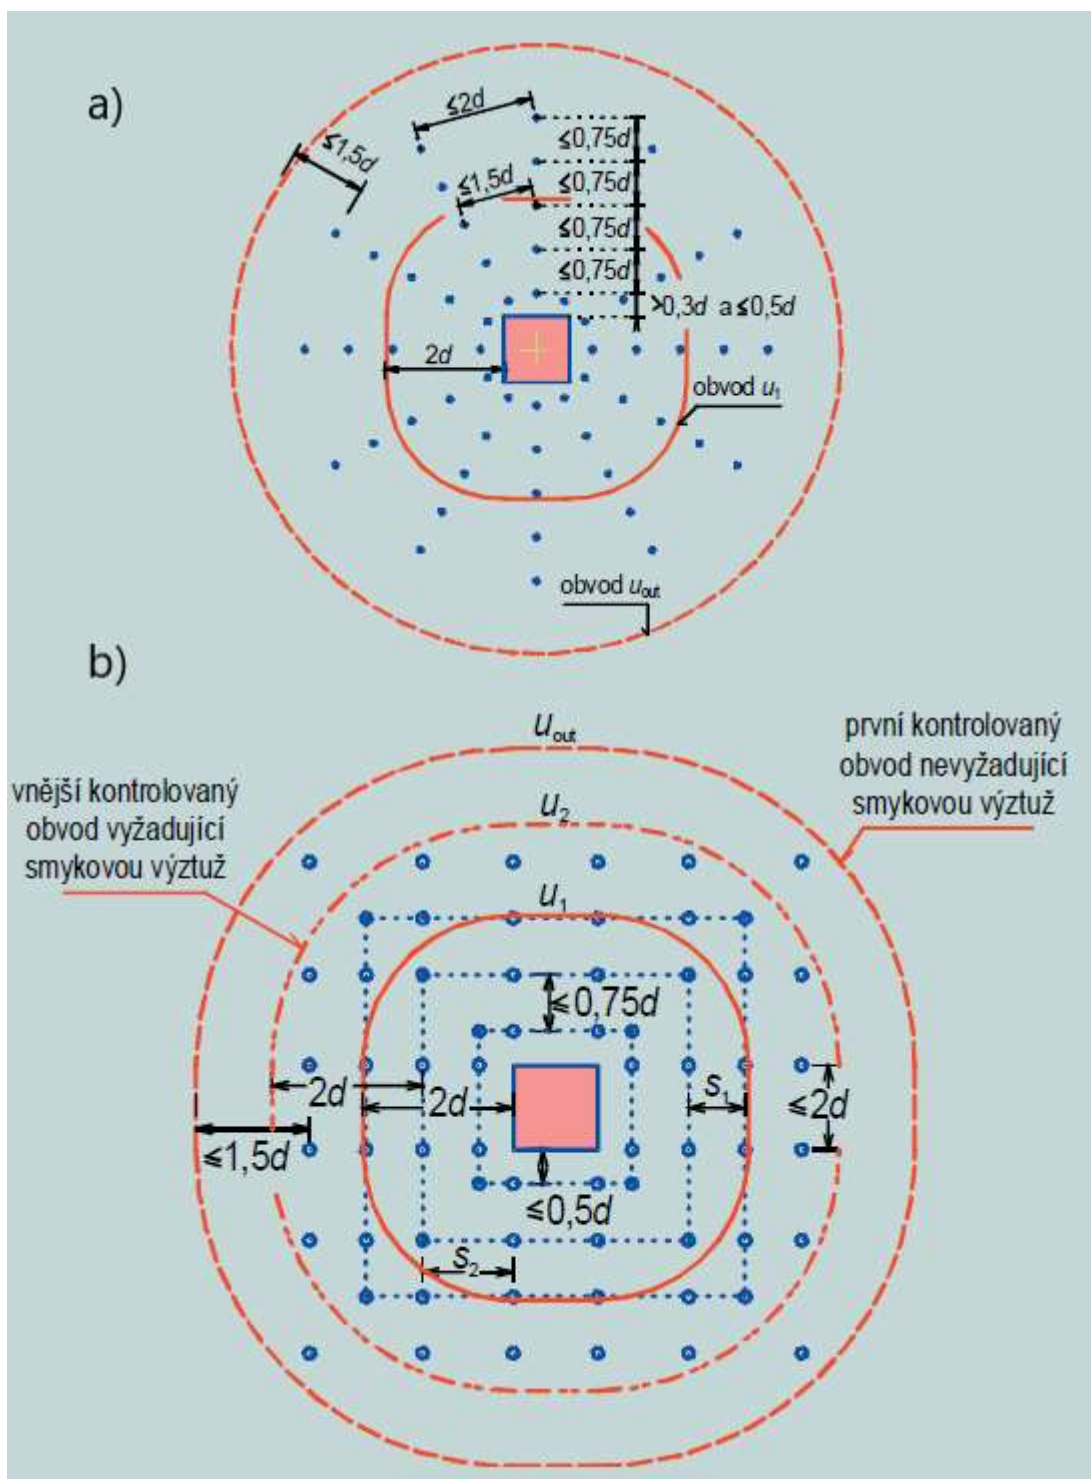 a)
≤2d
≤1,5d
≤0,75d
≤1,5d
≤0,75d
≤0,75d
≤0,75d
>0,3d a ≤0,5d
2d
obvod u1
obvod uout
b)
uout
první kontrolovaný
obvod nevyžadující
smykovou výztuž
vnější kontrolovaný
obvod vyžadující
smykovou výztuž
u2
u1
≤0,75d
2d
2d
s1
≤2d
≤1,5d
≤0,5d
s2